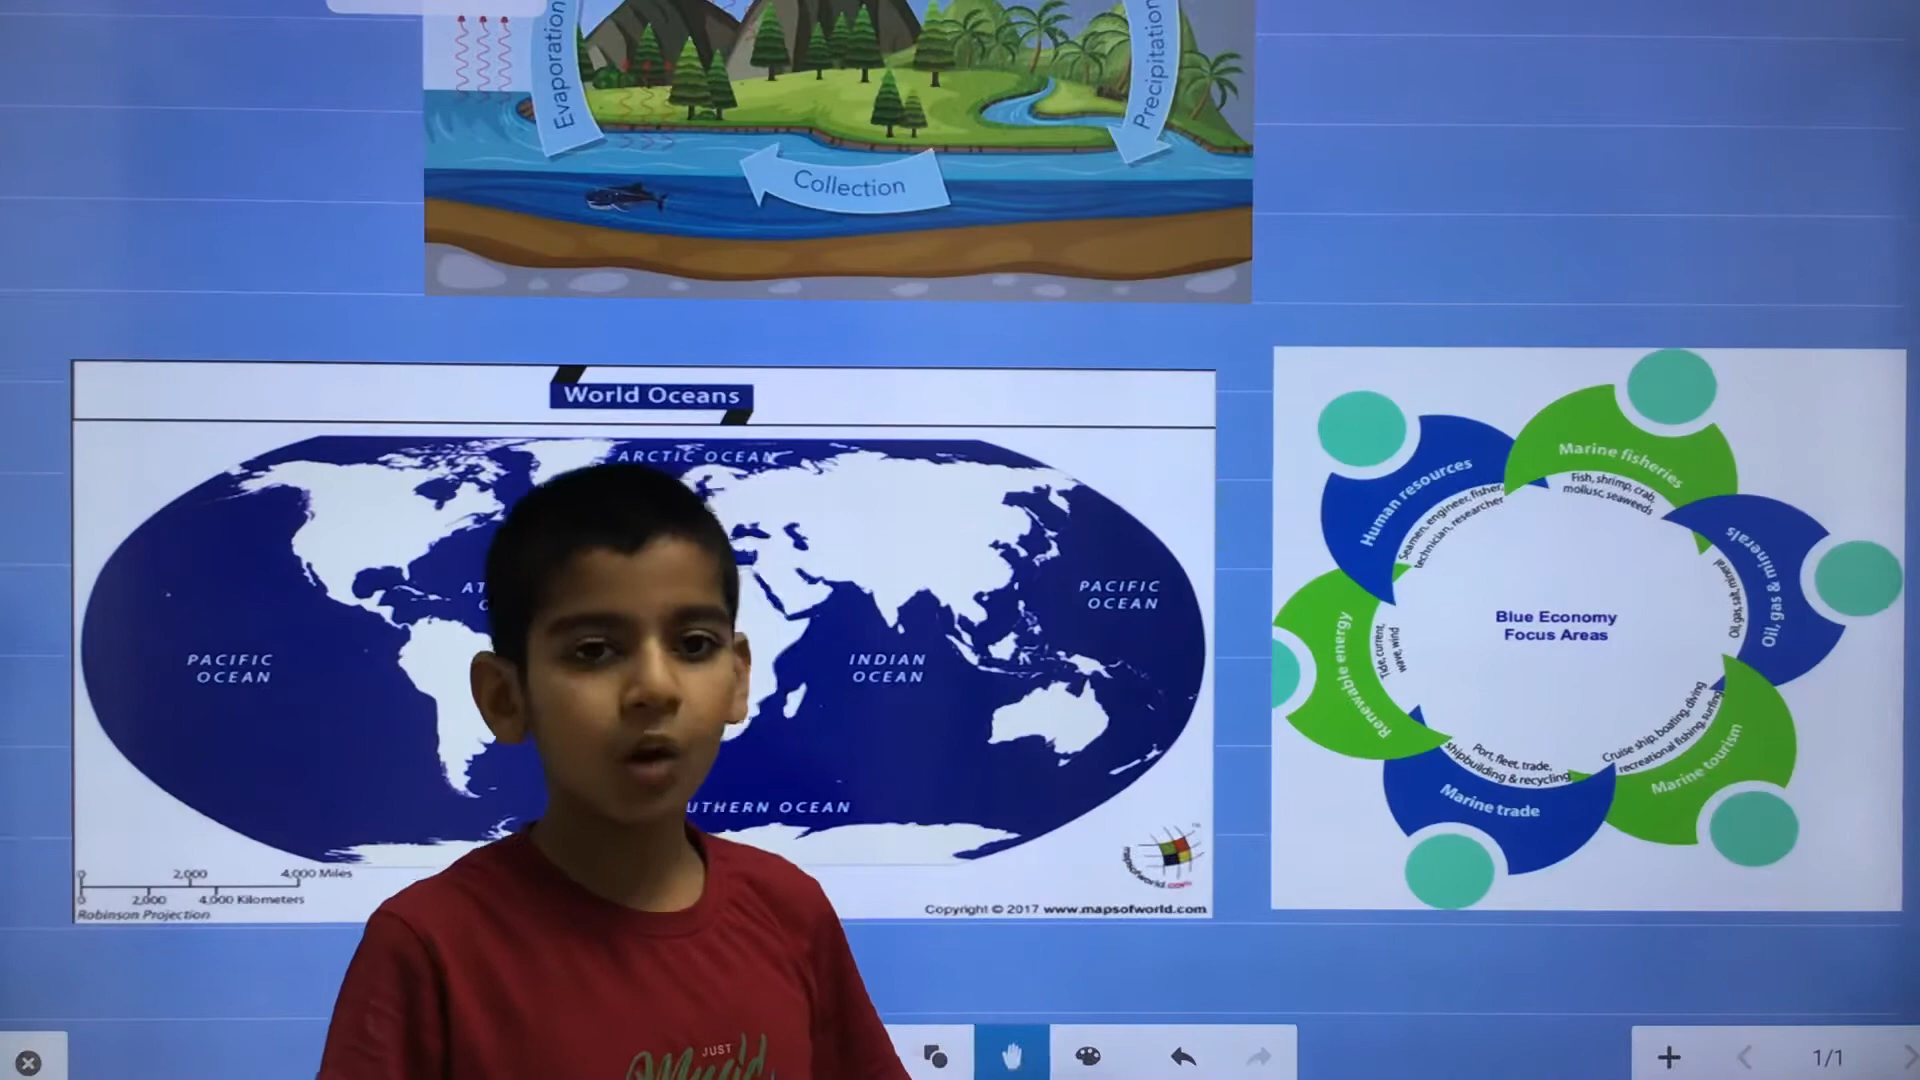 Evaporation
Precipitation
Collection
World Oceans
ARCTIC OCEAN
PACIFIC
OCEAN
PACIFIC
OCEAN
INDIAN
OCEAN
0 2,000 4,000 Miles
0 2,000 4,000 Kilometers
Robinson Projection
Copyright © 2017 www.mapsofworld.com
mapsofworld.com
Marine fisheries
Fish, shrimp, crab,
mollusc, seaweeds
Human resources
Seamen, engineer, fisher,
technician, researcher
Oil, gas & minerals
Oil, gas, salt, mineral
Blue Economy
Focus Areas
Renewable energy
Tide, current,
wave, wind
Cruise ship, boating, diving
recreational fishing, surfing
Marine tourism
Port, fleet, trade,
shipbuilding & recycling
Marine trade
JUST
1/1